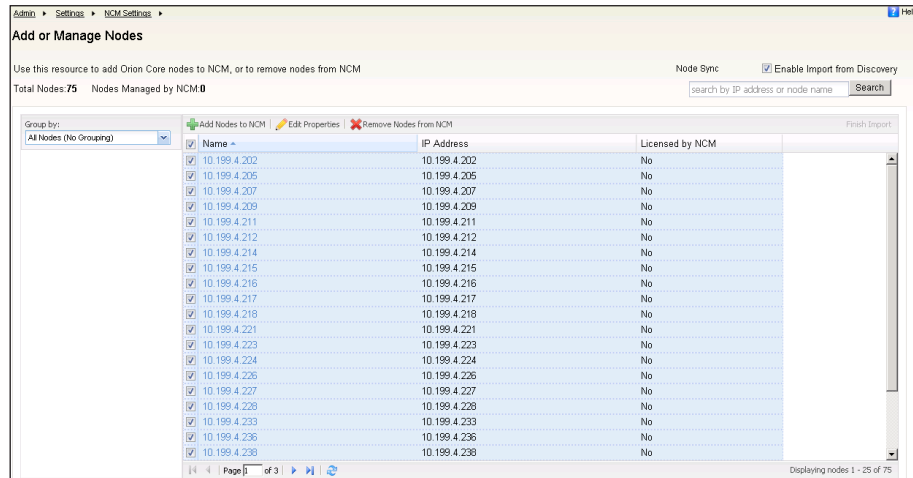 Admin ▸ Settings ▸ NCM Settings ▸
? Hel
Add or Manage Nodes
Use this resource to add Orion Core nodes to NCM, or to remove nodes from NCM
Node Sync
Enable Import from Discovery
Total Nodes:75 Nodes Managed by NCM:0
search by IP address or node name
Search
Group by:
All Nodes (No Grouping)
Add Nodes to NCM | Edit Properties | Remove Nodes from NCM
Finish Import
Name IP Address Licensed by NCM
10.199.4.202 10.199.4.202 No
10.199.4.205 10.199.4.205 No
10.199.4.207 10.199.4.207 No
10.199.4.209 10.199.4.209 No
10.199.4.211 10.199.4.211 No
10.199.4.212 10.199.4.212 No
10.199.4.214 10.199.4.214 No
10.199.4.215 10.199.4.215 No
10.199.4.216 10.199.4.216 No
10.199.4.217 10.199.4.217 No
10.199.4.218 10.199.4.218 No
10.199.4.221 10.199.4.221 No
10.199.4.223 10.199.4.223 No
10.199.4.224 10.199.4.224 No
10.199.4.226 10.199.4.226 No
10.199.4.227 10.199.4.227 No
10.199.4.228 10.199.4.228 No
10.199.4.233 10.199.4.233 No
10.199.4.236 10.199.4.236 No
10.199.4.238 10.199.4.238 No
Page 1 of 3
Displaying nodes 1 - 25 of 75